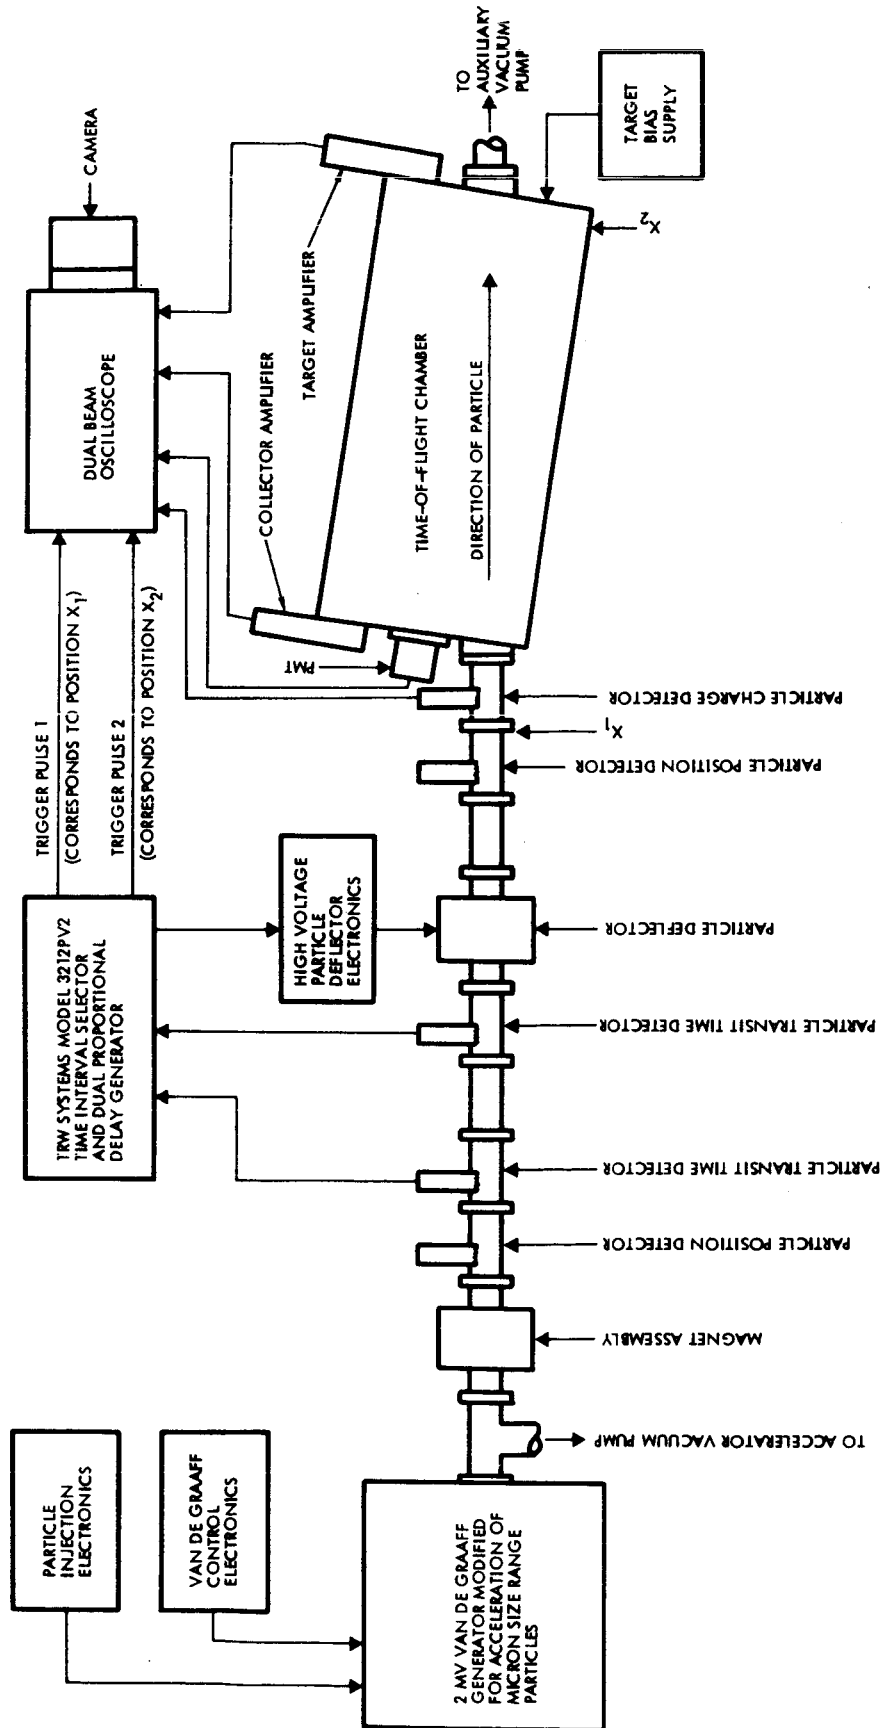 PARTICLE
INJECTION
ELECTRONICS
VAN DE GRAAFF
CONTROL
ELECTRONICS
2 MV VAN DE GRAAFF
GENERATOR MODIFIED
FOR ACCELERATION OF
MICRON SIZE RANGE
PARTICLES
TO ACCELERATOR VACUUM PUMP
MAGNET ASSEMBLY
PARTICLE POSITION DETECTOR
PARTICLE TRANSIT TIME DETECTOR
PARTICLE TRANSIT TIME DETECTOR
PARTICLE DEFLECTOR
PARTICLE POSITION DETECTOR
X1
PARTICLE CHARGE DETECTOR
TRW SYSTEMS MODEL 3212PV2
TIME INTERVAL SELECTOR
AND DUAL PROPORTIONAL
DELAY GENERATOR
HIGH VOLTAGE
PARTICLE
DEFLECTOR
ELECTRONICS
TRIGGER PULSE 1
(CORRESPONDS TO POSITION X1)
TRIGGER PULSE 2
(CORRESPONDS TO POSITION X2)
DUAL BEAM
OSCILLOSCOPE
CAMERA
PMT
COLLECTOR AMPLIFIER
TARGET AMPLIFIER
TIME-OF-FLIGHT CHAMBER
DIRECTION OF PARTICLE
X2
TO
AUXILIARY
VACUUM
PUMP
TARGET
BIAS
SUPPLY